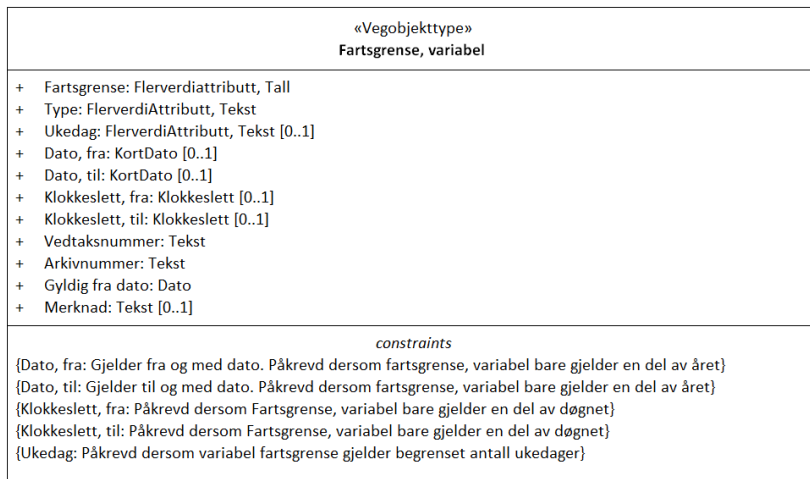 «Vegobjekttype»
Fartsgrense, variabel
+ Fartsgrense: Flerverdiattributt, Tall
+ Type: FlerverdiAttributt, Tekst
+ Ukedag: FlerverdiAttributt, Tekst [0..1]
+ Dato, fra: KortDato [0..1]
+ Dato, til: KortDato [0..1]
+ Klokkeslett, fra: Klokkeslett [0..1]
+ Klokkeslett, til: Klokkeslett [0..1]
+ Vedtaksnummer: Tekst
+ Arkivnummer: Tekst
+ Gyldig fra dato: Dato
+ Merknad: Tekst [0..1]
constraints
{Dato, fra: Gjelder fra og med dato. Påkrevd dersom fartsgrense, variabel bare gjelder en del av året}
{Dato, til: Gjelder til og med dato. Påkrevd dersom fartsgrense, variabel bare gjelder en del av året}
{Klokkeslett, fra: Påkrevd dersom Fartsgrense, variabel bare gjelder en del av døgnet}
{Klokkeslett, til: Påkrevd dersom Fartsgrense, variabel bare gjelder en del av døgnet}
{Ukedag: Påkrevd dersom variabel fartsgrense gjelder begrenset antall ukedager}